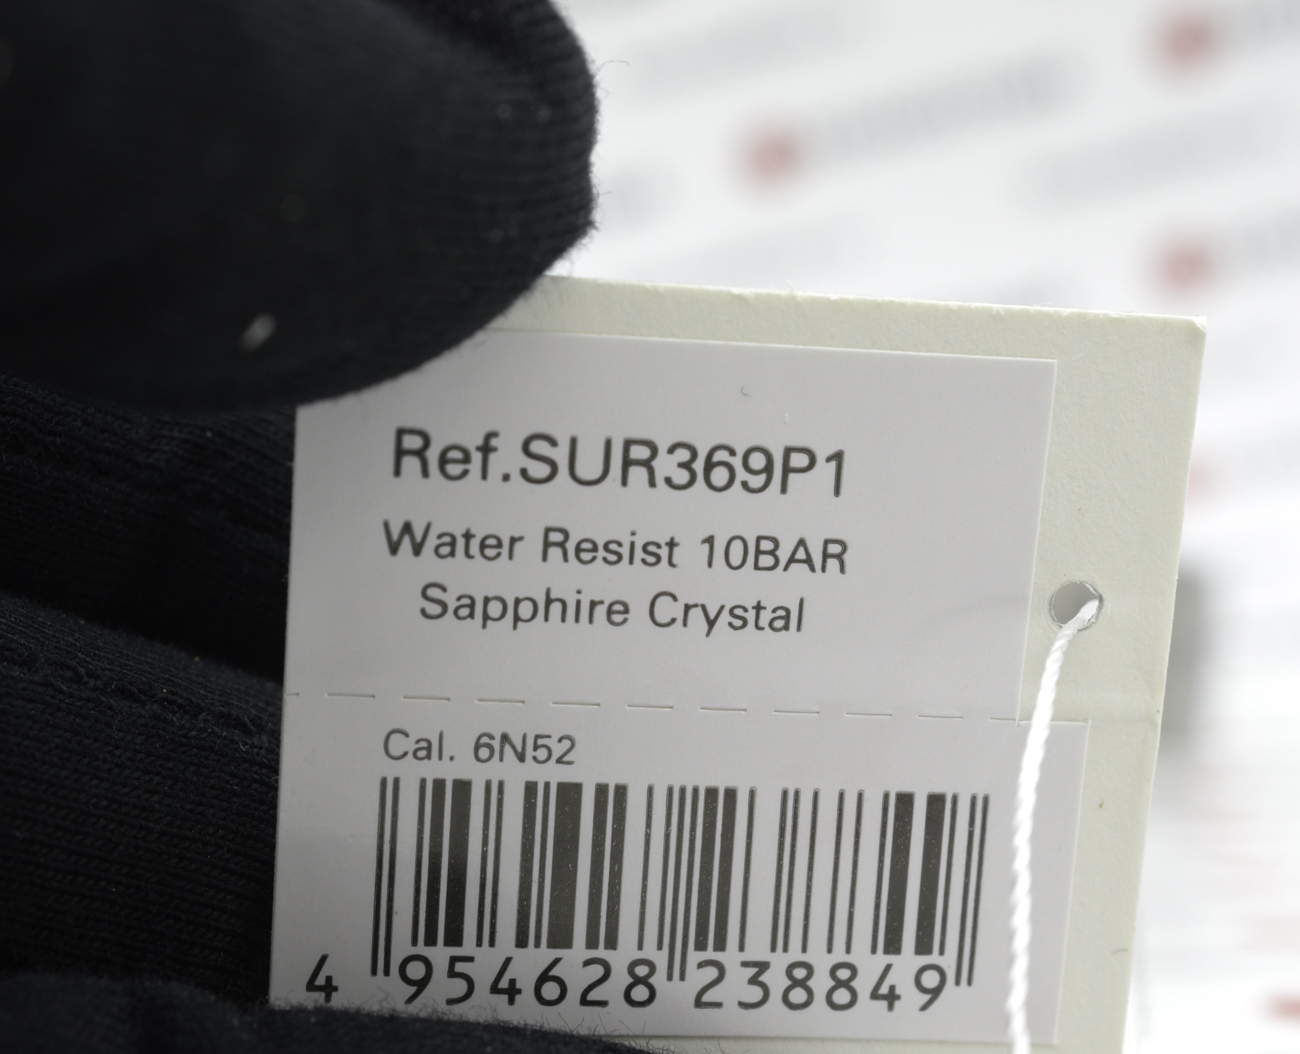 Ref.SUR369P1
Water Resist 10BAR
Sapphire Crystal
Cal. 6N52
4 954628 238849